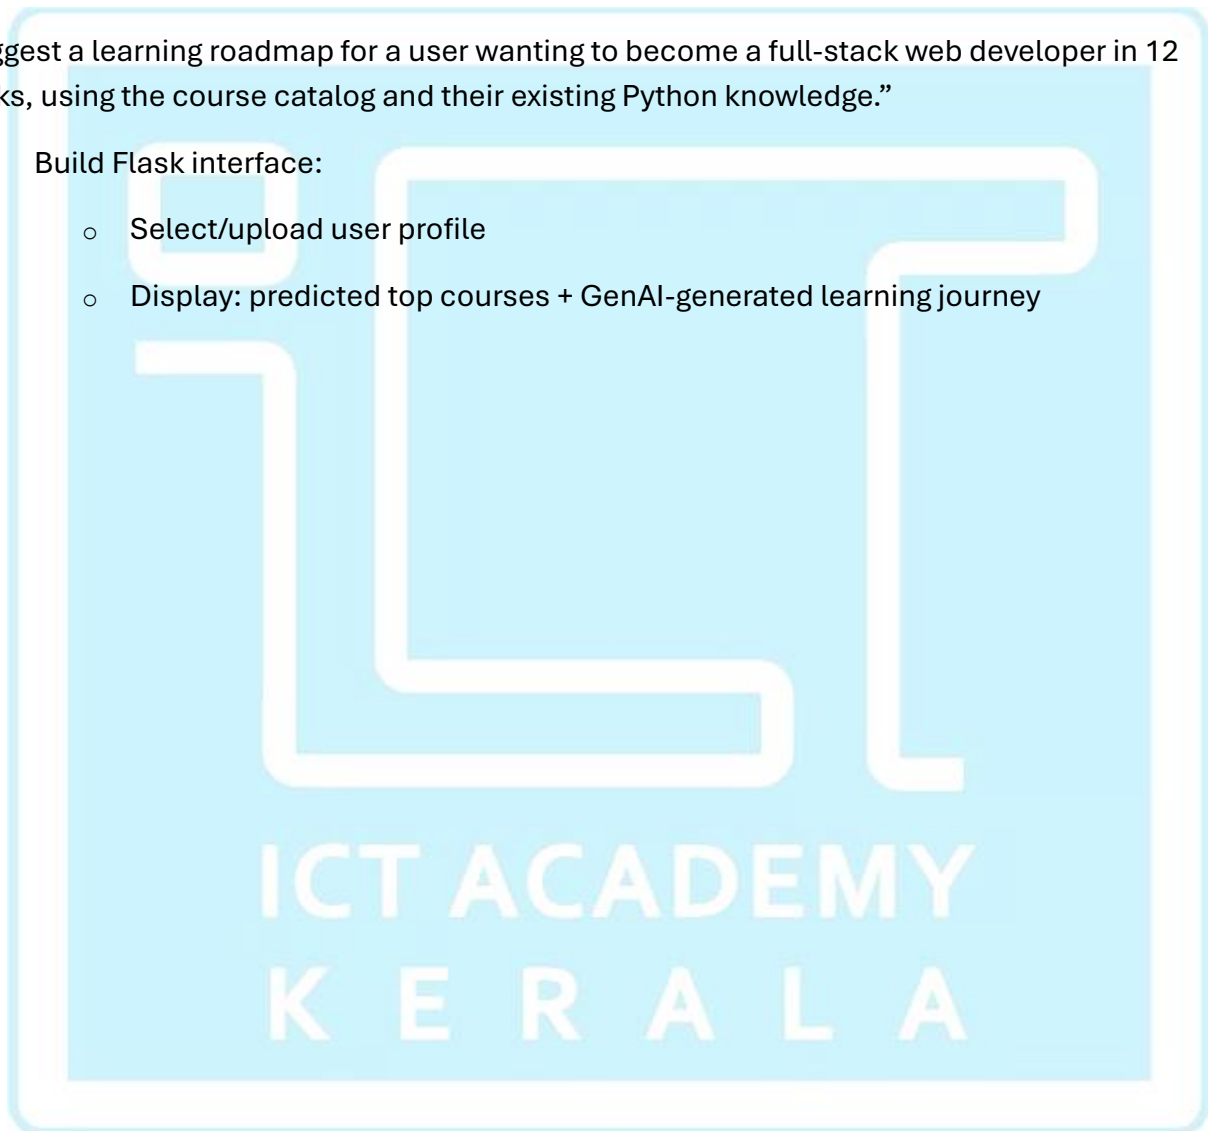 ggest a learning roadmap for a user wanting to become a full-stack web developer in 12
ks, using the course catalog and their existing Python knowledge.”
Build Flask interface:
o Select/upload user profile
o Display: predicted top courses + GenAI-generated learning journey
ICT ACADEMY
K E R A L A